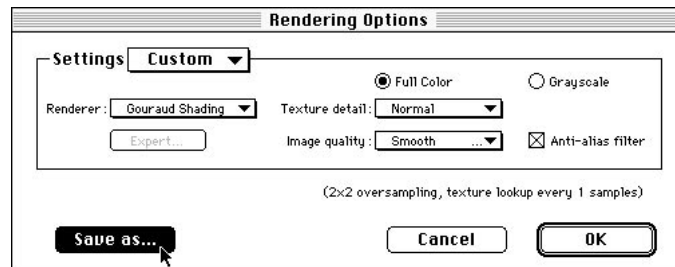 Rendering Options
Settings Custom
Full Color Grayscale
Renderer: Gouraud Shading Texture detail: Normal
Expert... Image quality: Smooth ... Anti-alias filter
(2x2 oversampling, texture lookup every 1 samples)
Save as... Cancel OK